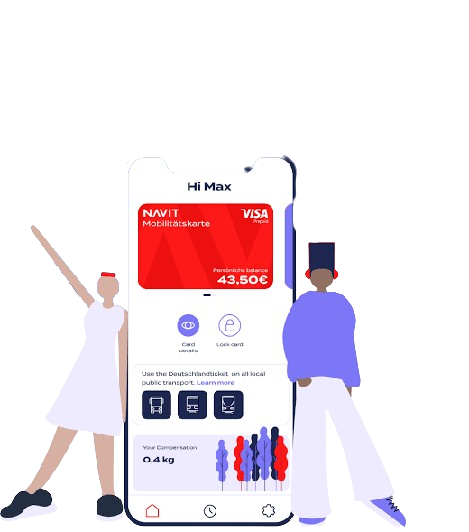 Hi Max
NAVIT
VISA
Mobilitätskarte
Prepaid
Persönliche balance
43,50€
Card
details
Lock card
Use the Deutschlandticket on all local
public transport. Learn more
Your Compensation
0.4 kg